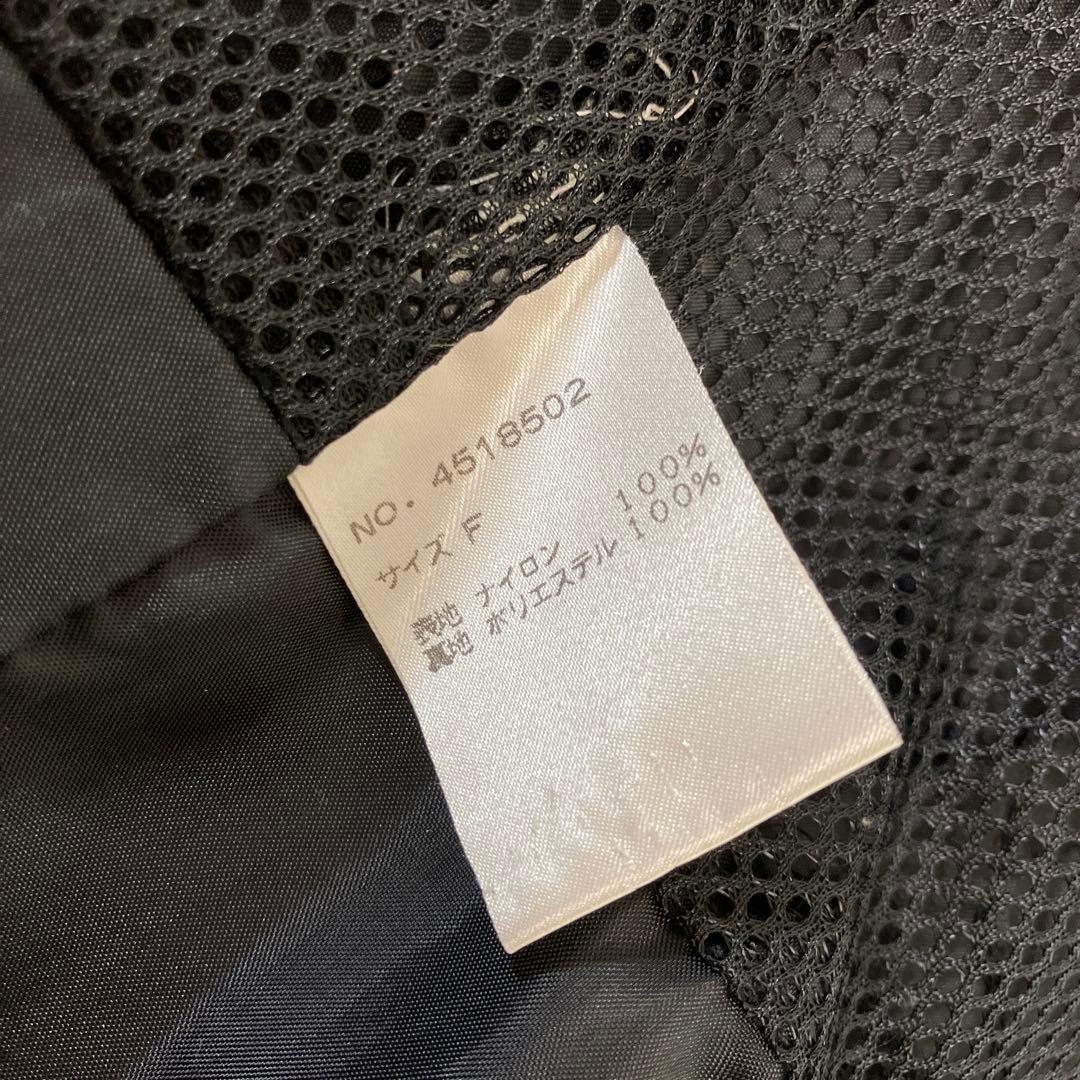 NO. 4518502
サイズ F
表地 ナイロン 100%
裏地 ポリエステル 100%